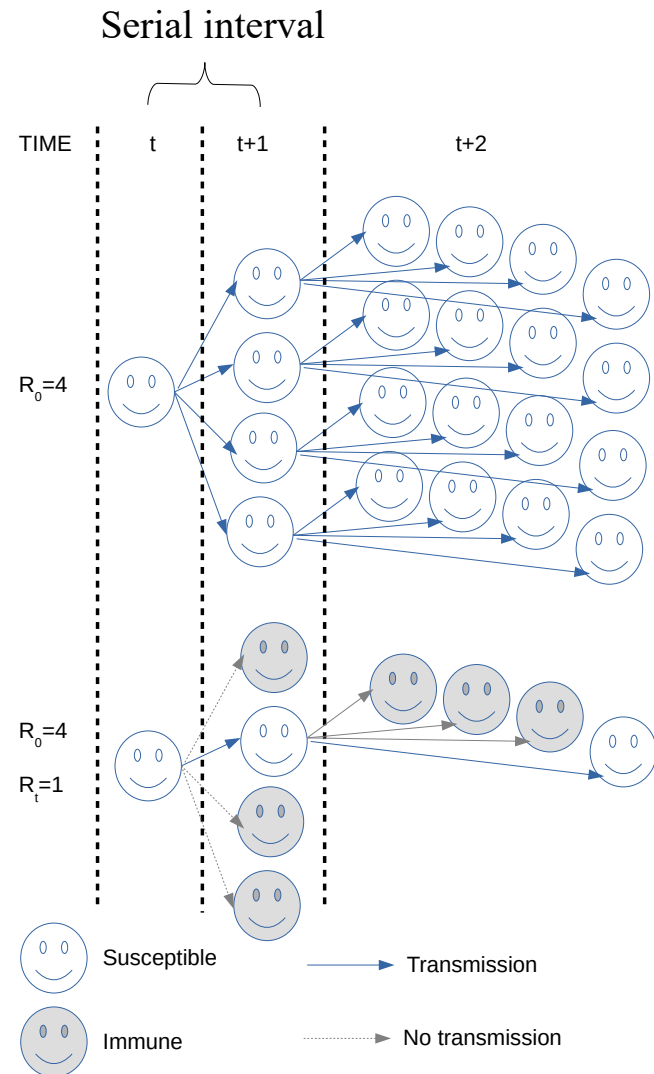 Serial interval
TIME t t+1 t+2
R₀=4
R₀=4
Rₜ=1
Susceptible Transmission
Immune No transmission